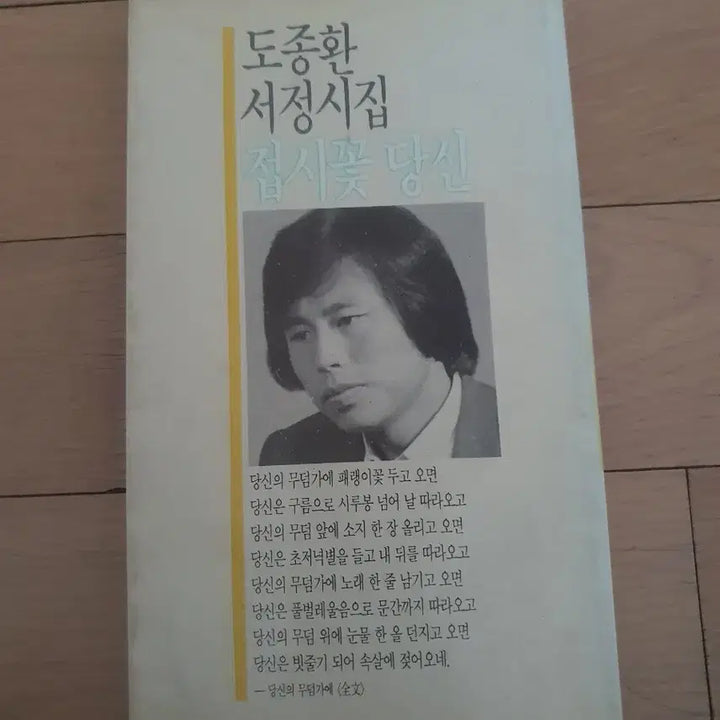 도종환
서정시집
접시꽃 당신
당신의 무덤가에 패랭이꽃 두고 오면
당신은 구름으로 시루봉 넘어 날 따라오고
당신의 무덤 앞에 소지 한 장 올리고 오면
당신은 초저녁별을 들고 내 뒤를 따라오고
당신의 무덤가에 노래 한 줄 남기고 오면
당신은 풀벌레울음으로 문간까지 따라오고
당신의 무덤 위에 눈물 한 올 던지고 오면
당신은 빗줄기 되어 속살에 젖어오네.
— 당신의 무덤가에 〈全文〉